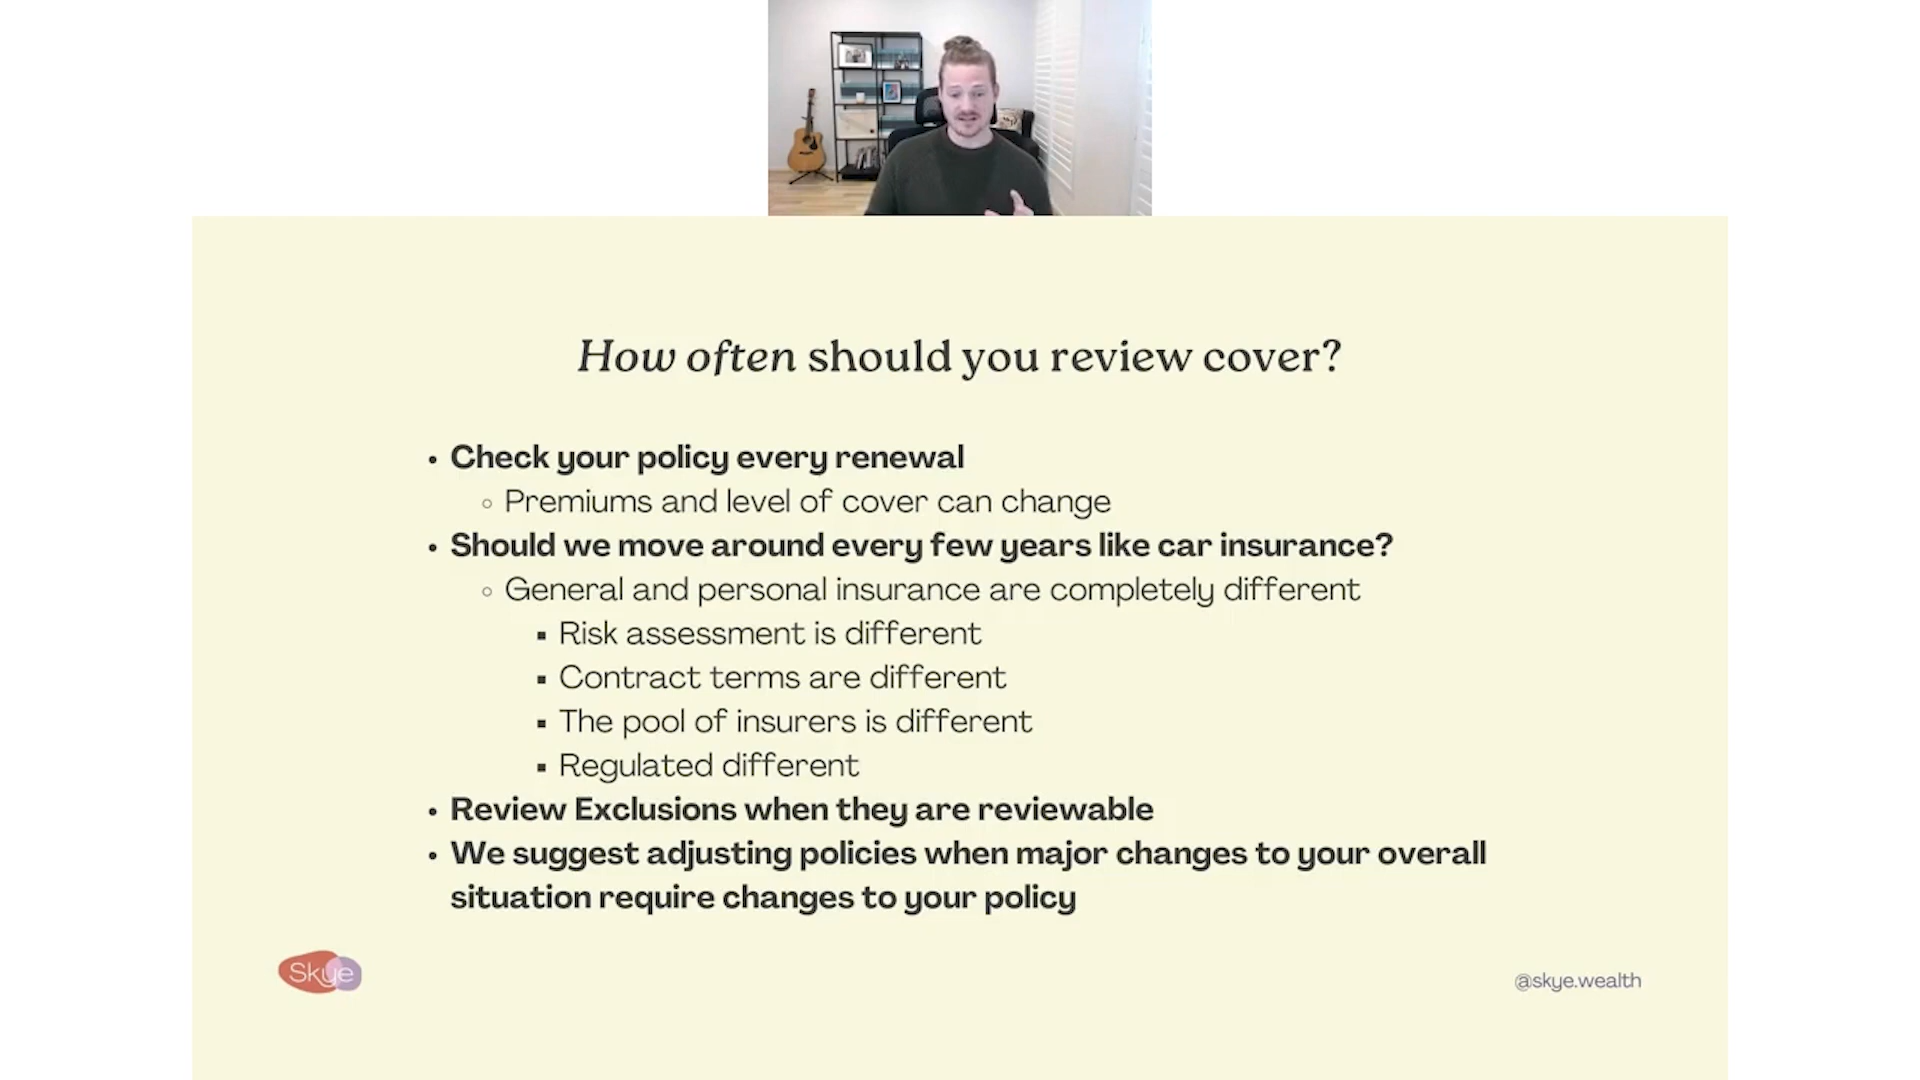 How often should you review cover?
Check your policy every renewal
Premiums and level of cover can change
Should we move around every few years like car insurance?
General and personal insurance are completely different
Risk assessment is different
Contract terms are different
The pool of insurers is different
Regulated different
Review Exclusions when they are reviewable
We suggest adjusting policies when major changes to your overall
situation require changes to your policy
Skye
@skye.wealth